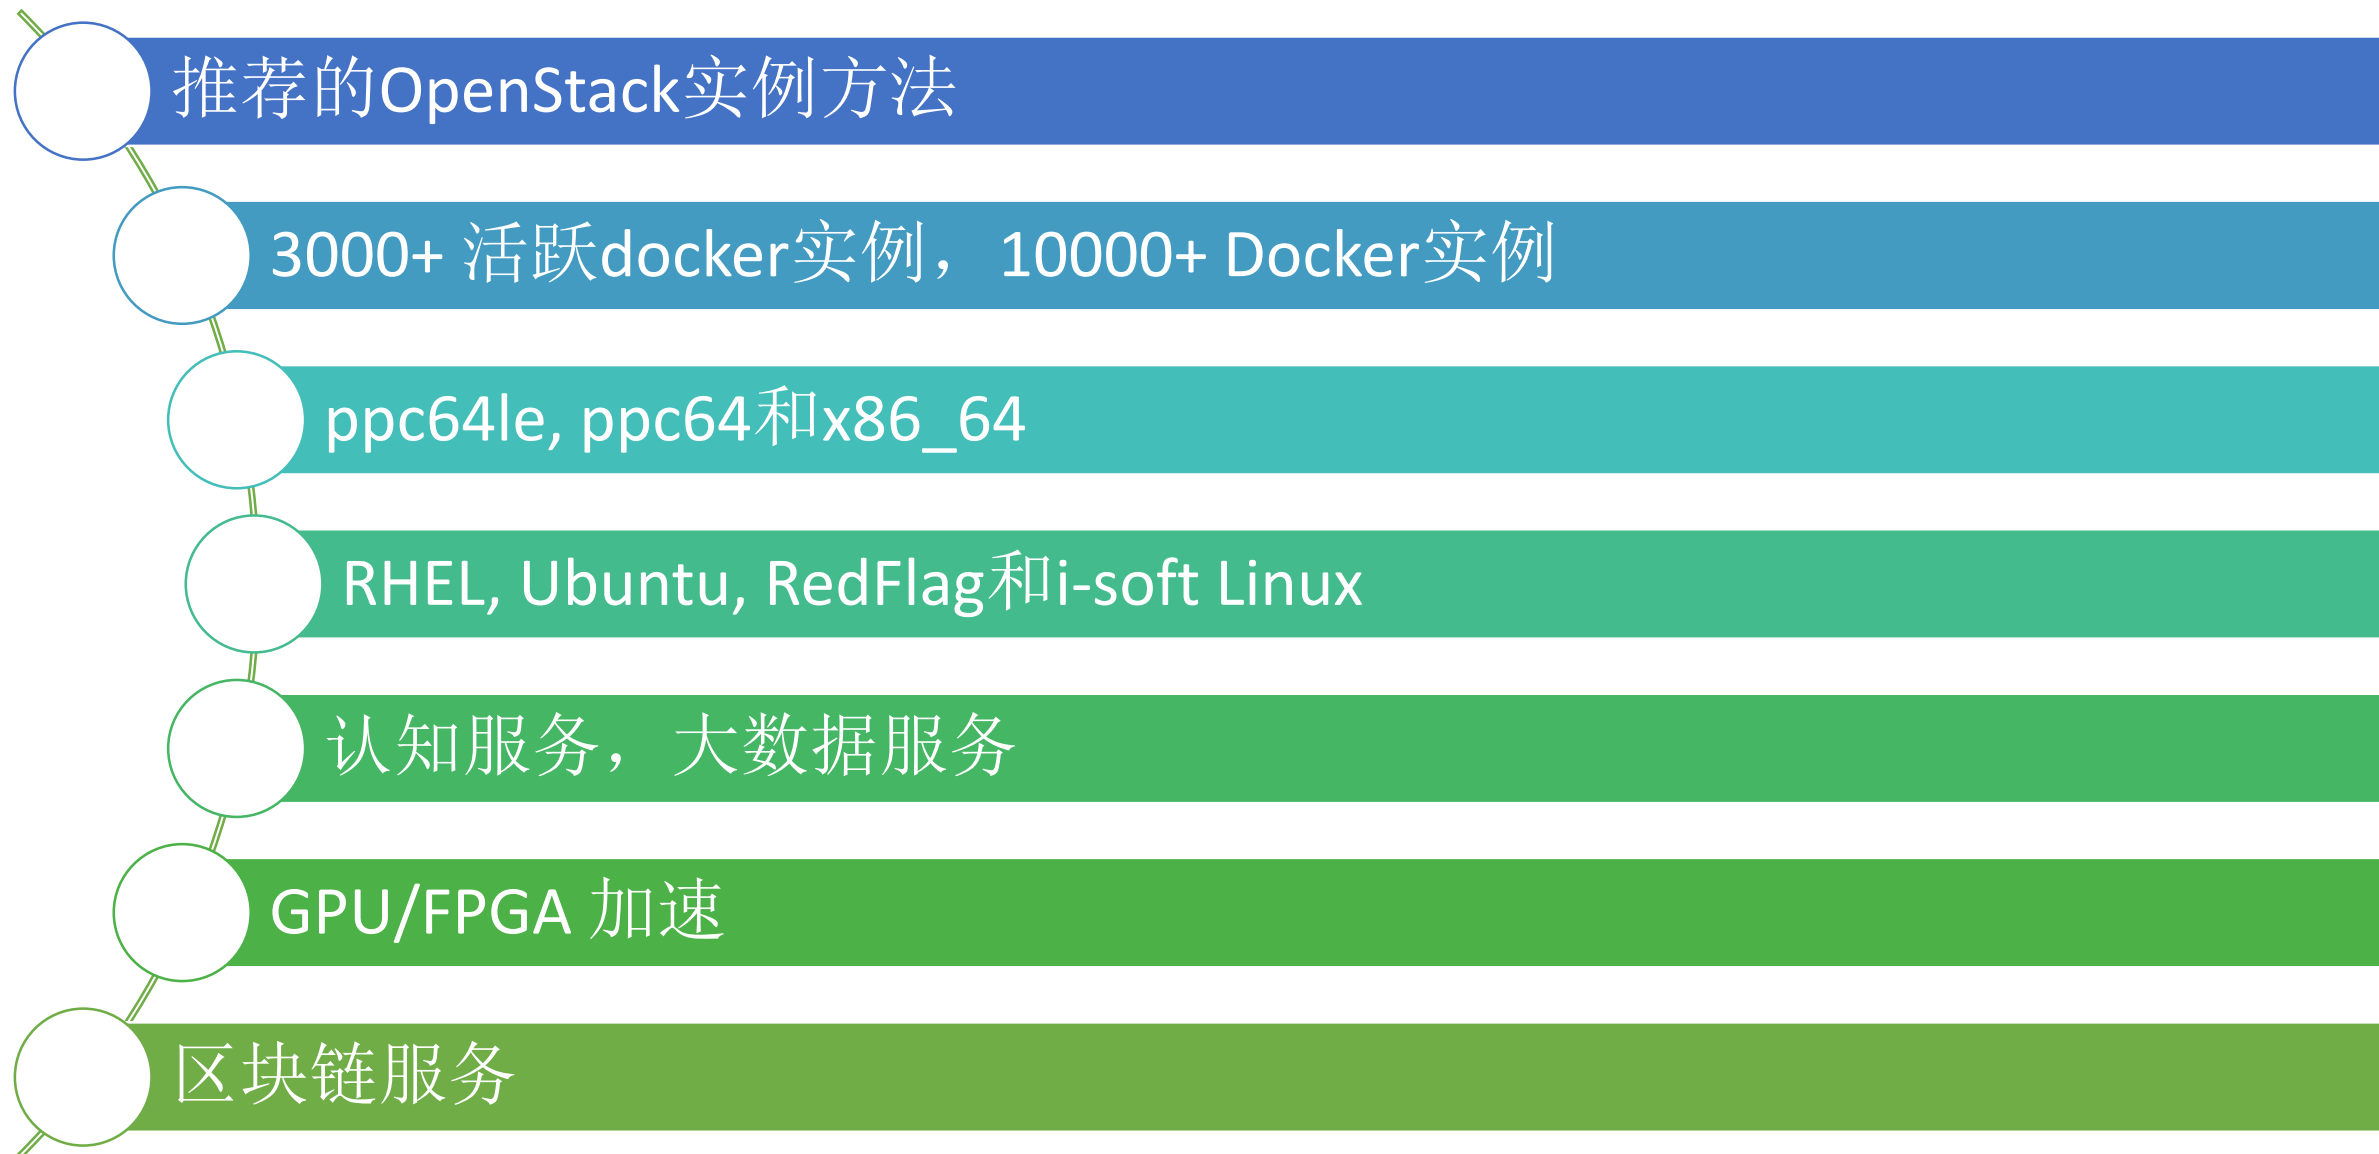 推荐的OpenStack实例方法
3000+ 活跃docker实例，10000+ Docker实例
ppc64le, ppc64和x86_64
RHEL, Ubuntu, RedFlag和i-soft Linux
认知服务，大数据服务
GPU/FPGA 加速
区块链服务